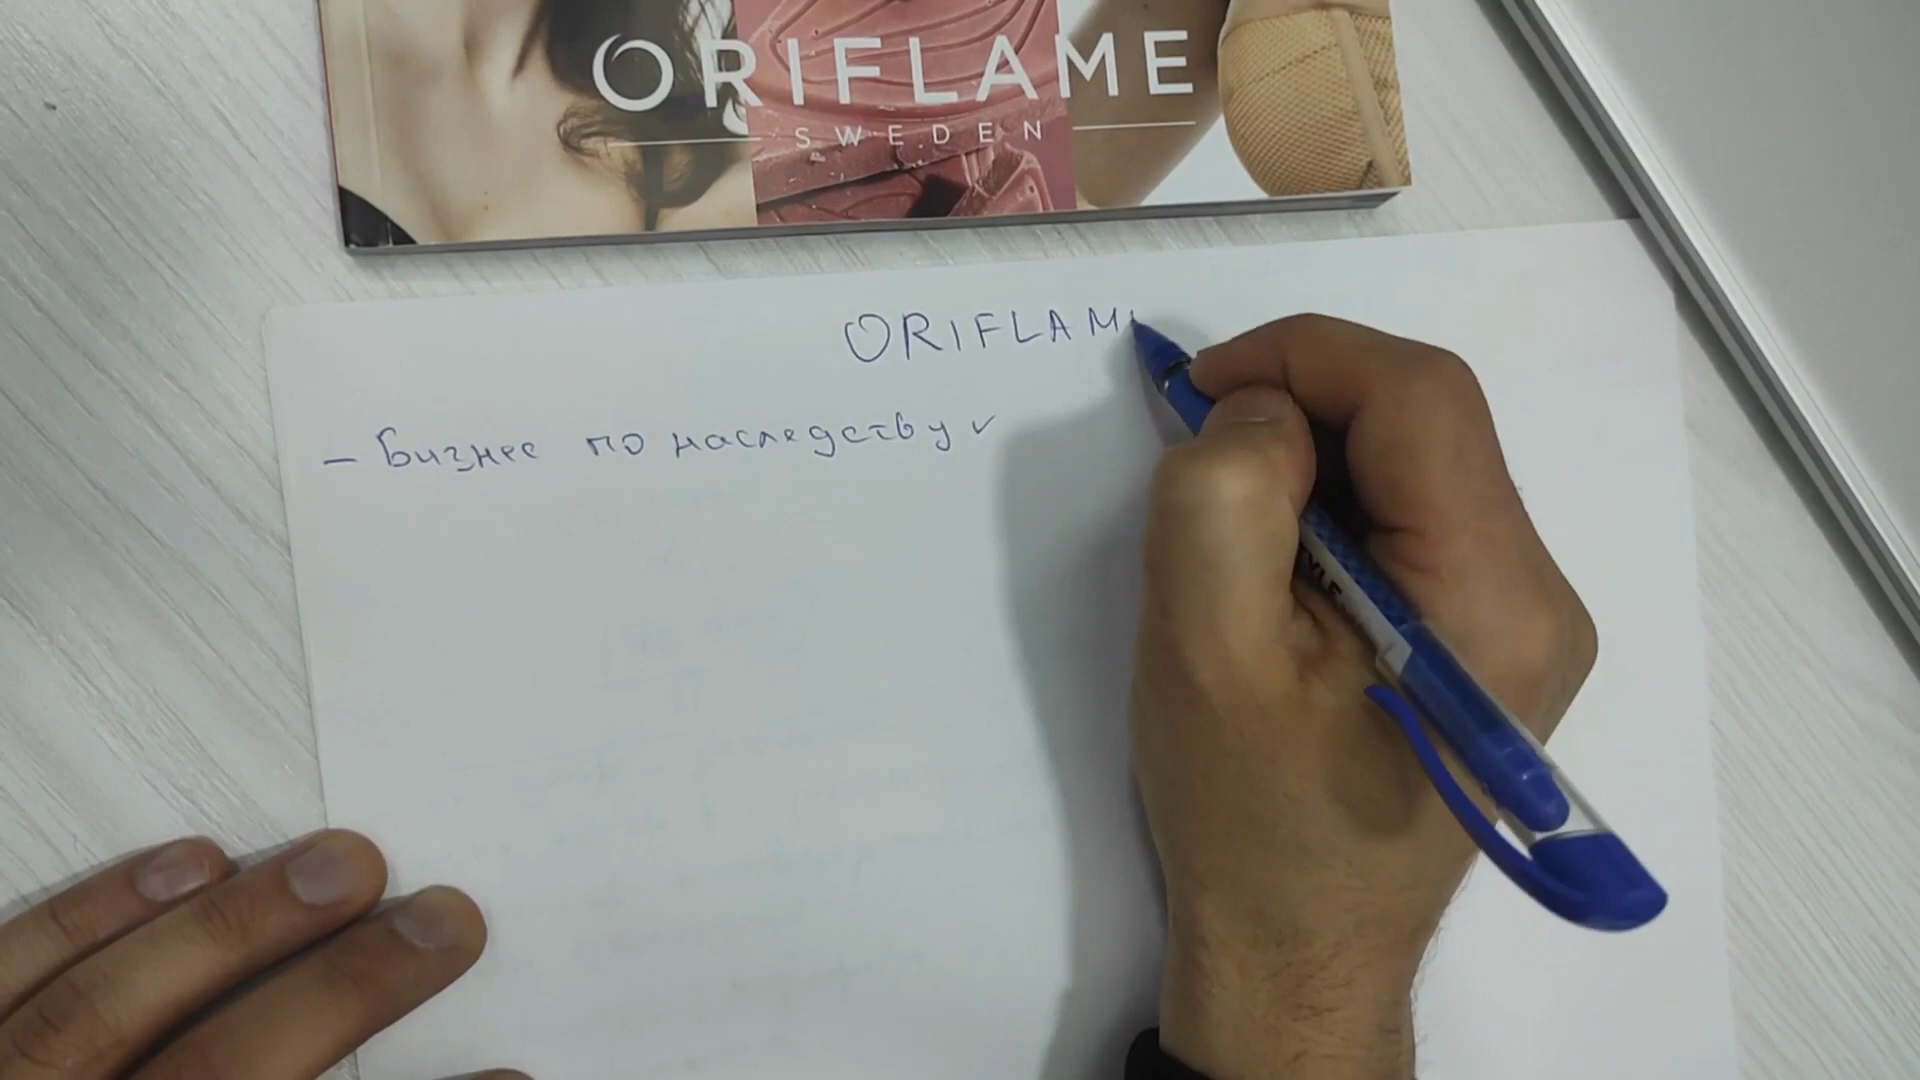 ORIFLAME
SWEDEN
ORIFLAM
- Бизнес по наследству ✓